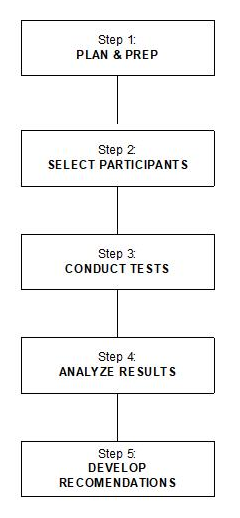 Step 1:
PLAN & PREP
Step 2:
SELECT PARTICIPANTS
Step 3:
CONDUCT TESTS
Step 4:
ANALYZE RESULTS
Step 5:
DEVELOP
RECOMENDATIONS